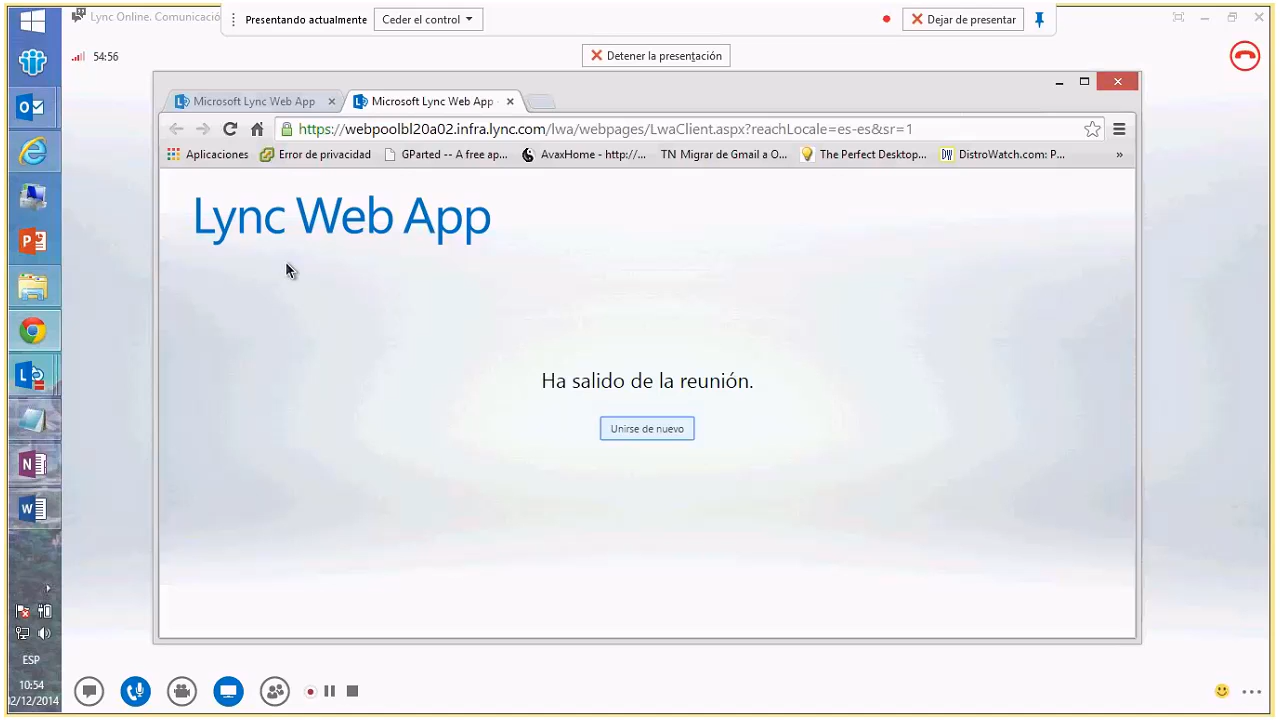 Lync Online. Comunicació
Presentando actualmente
Ceder el control
Dejar de presentar
54:56
Detener la presentación
Microsoft Lync Web App
Microsoft Lync Web App
https://webpoolbl20a02.infra.lync.com/lwa/webpages/LwaClient.aspx?reachLocale=es-es&sr=1
Aplicaciones
Error de privacidad
GParted -- A free ap...
AvaxHome - http://...
TN Migrar de Gmail a O...
The Perfect Desktop...
DW DistroWatch.com: P...
»
Lync Web App
Ha salido de la reunión.
Unirse de nuevo
ESP
10:54
02/12/2014